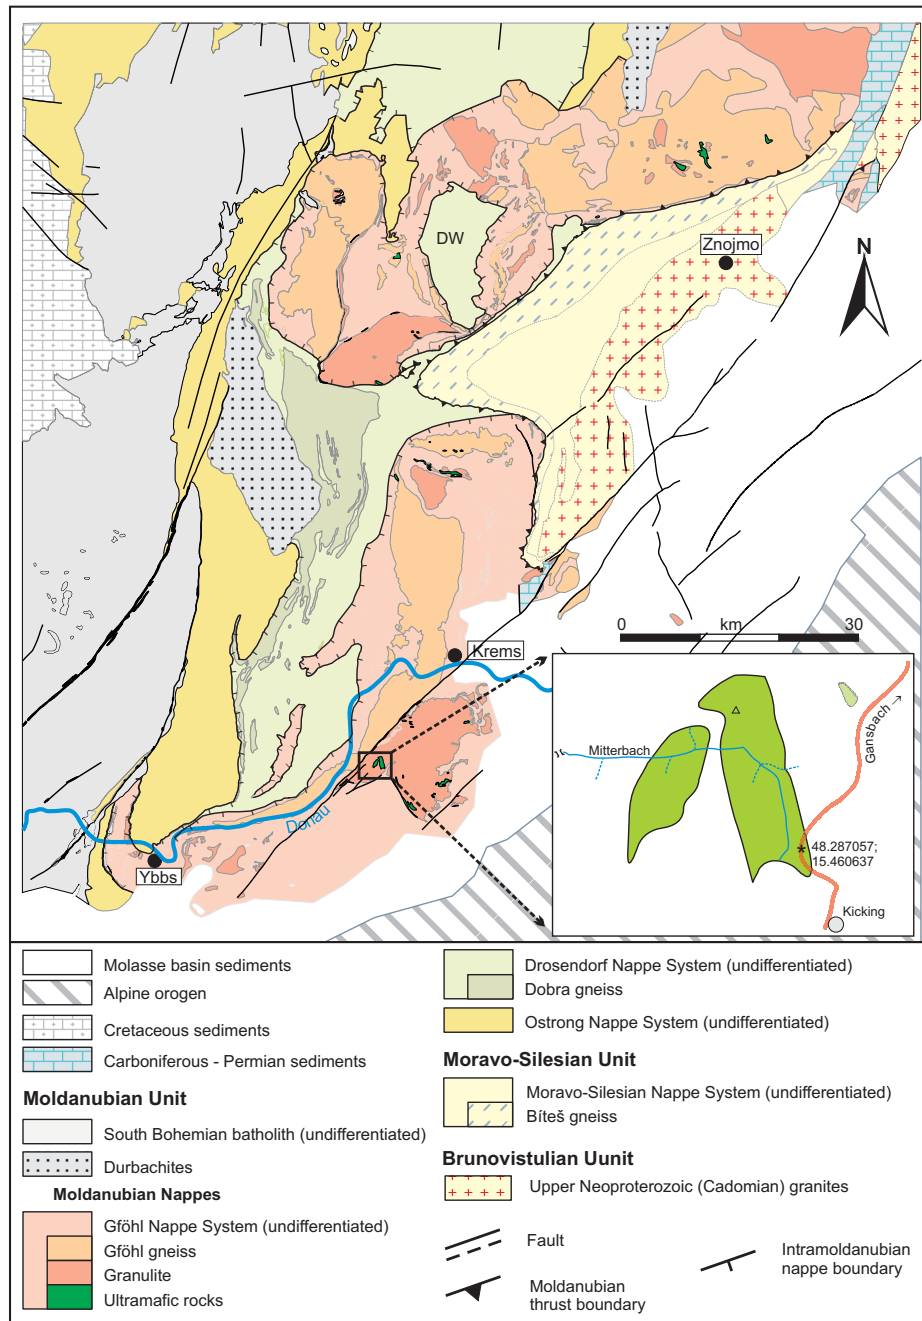 DW
Znojmo
N
0 km 30
Krems
Donau
Ybbs
Mitterbach
Gansbach →
48.287057;
15.460637
Kicking
Molasse basin sediments
Alpine orogen
Cretaceous sediments
Carboniferous - Permian sediments
Moldanubian Unit
South Bohemian batholith (undifferentiated)
Durbachites
Moldanubian Nappes
Gföhl Nappe System (undifferentiated)
Gföhl gneiss
Granulite
Ultramafic rocks
Drosendorf Nappe System (undifferentiated)
Dobra gneiss
Ostrong Nappe System (undifferentiated)
Moravo-Silesian Unit
Moravo-Silesian Nappe System (undifferentiated)
Bíteš gneiss
Brunovistulian Uunit
Upper Neoproterozoic (Cadomian) granites
Fault
Moldanubian
thrust boundary
Intramoldanubian
nappe boundary